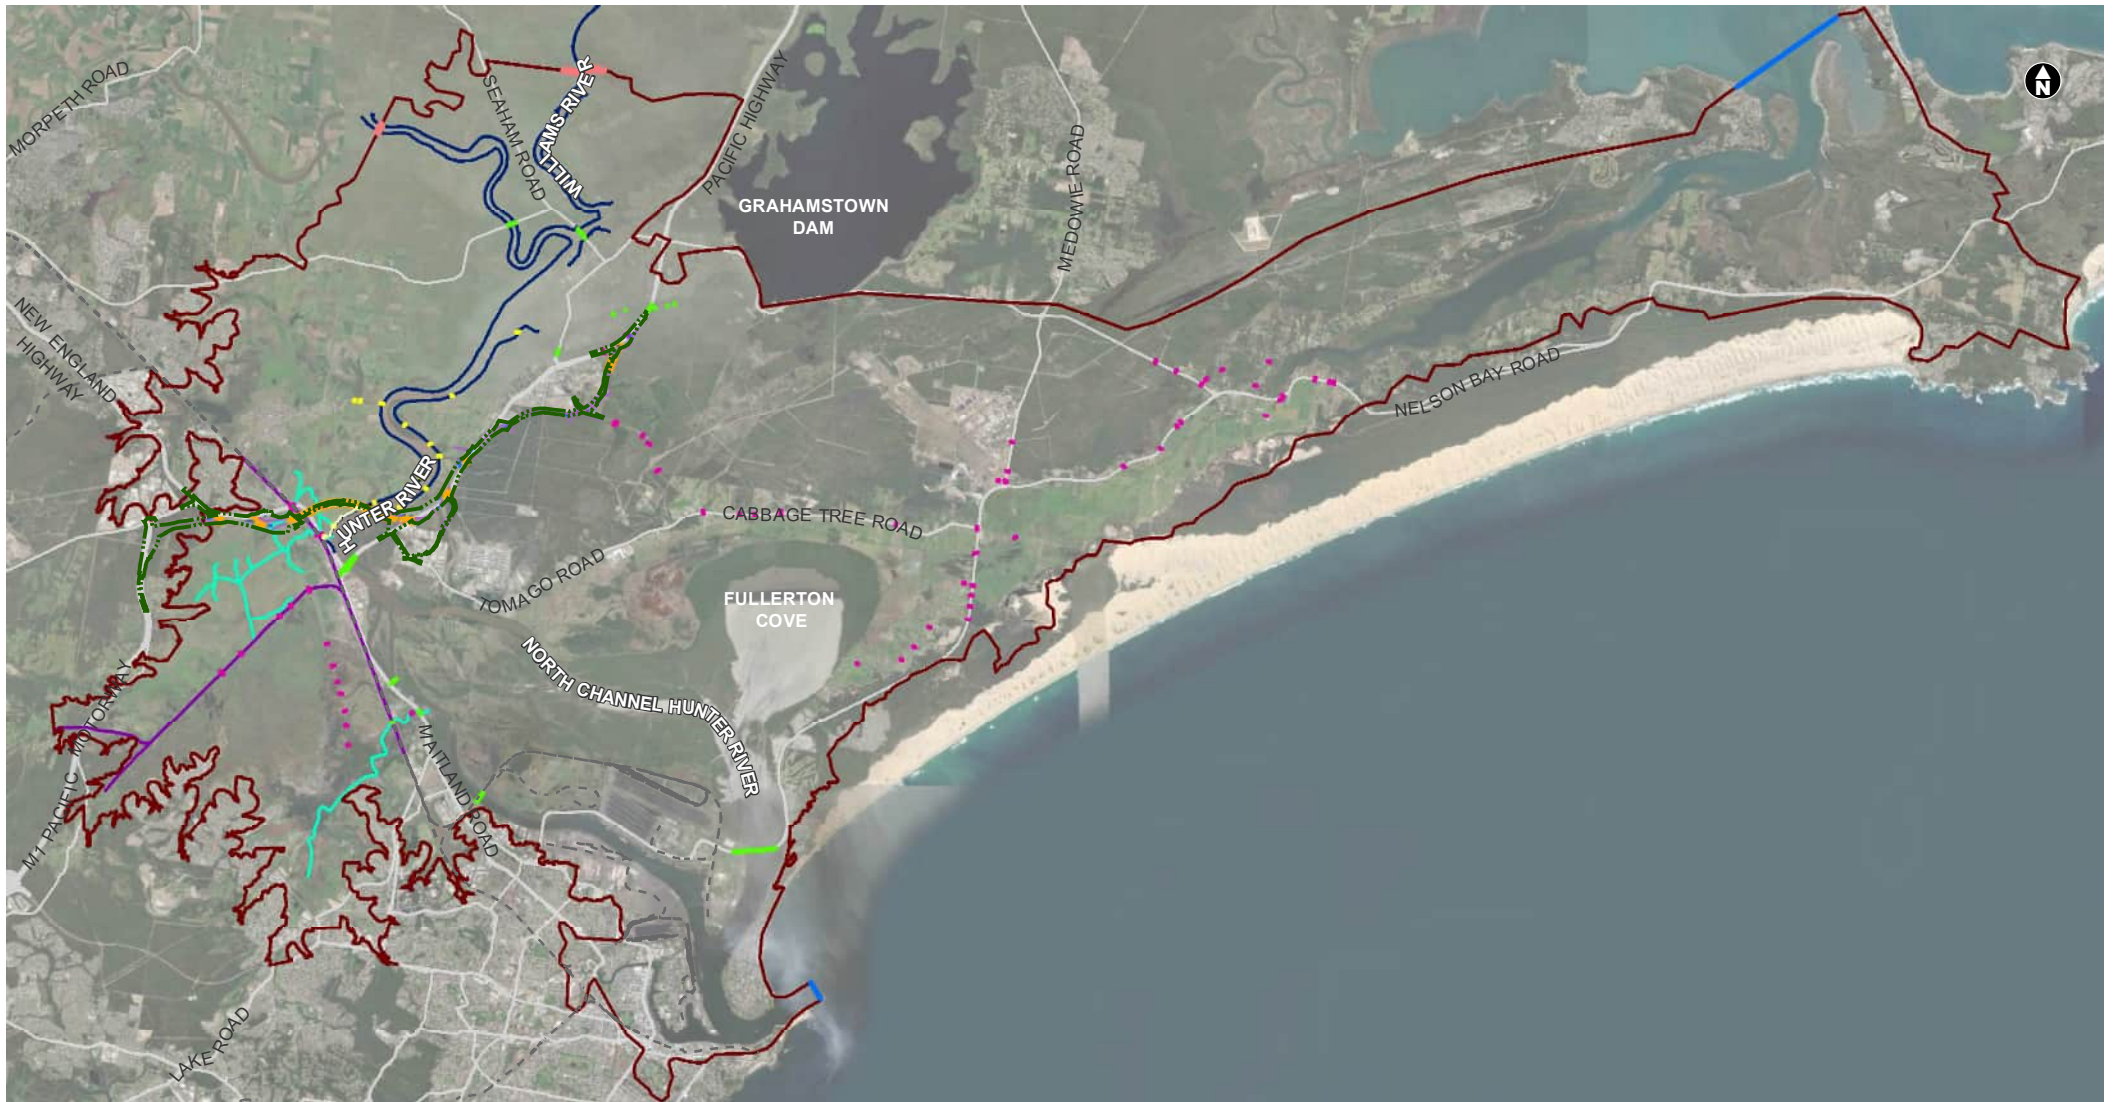 MORPETH ROAD
SEAHAM ROAD
WILLIAMS RIVER
PACIFIC HIGHWAY
N
GRAHAMSTOWN
DAM
MEDOWIE ROAD
NEW ENGLAND
HIGHWAY
NELSON BAY ROAD
HUNTER RIVER
CABBAGE TREE ROAD
TOMAGO ROAD
FULLERTON
COVE
NORTH CHANNEL HUNTER RIVER
M1 PACIFIC MOTORWAY
MAITLAND ROAD
LAKE ROAD